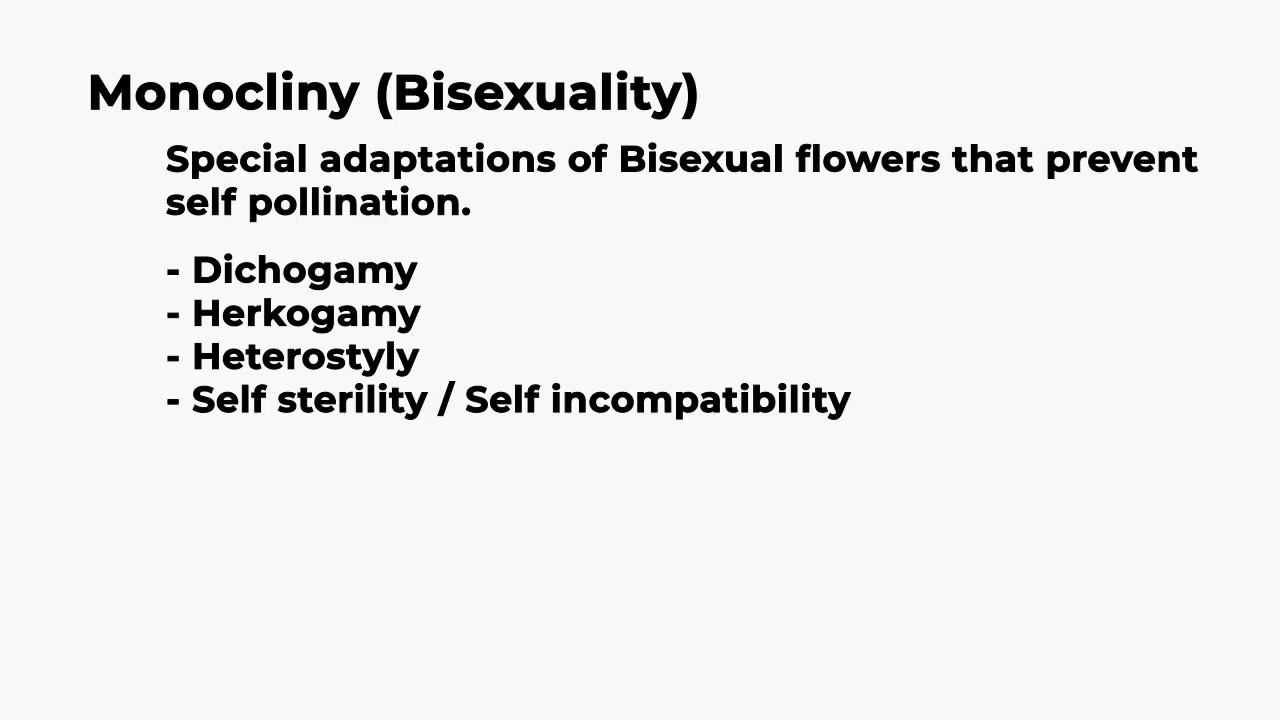 Monocliny (Bisexuality)
Special adaptations of Bisexual flowers that prevent
self pollination.
- Dichogamy
- Herkogamy
- Heterostyly
- Self sterility / Self incompatibility